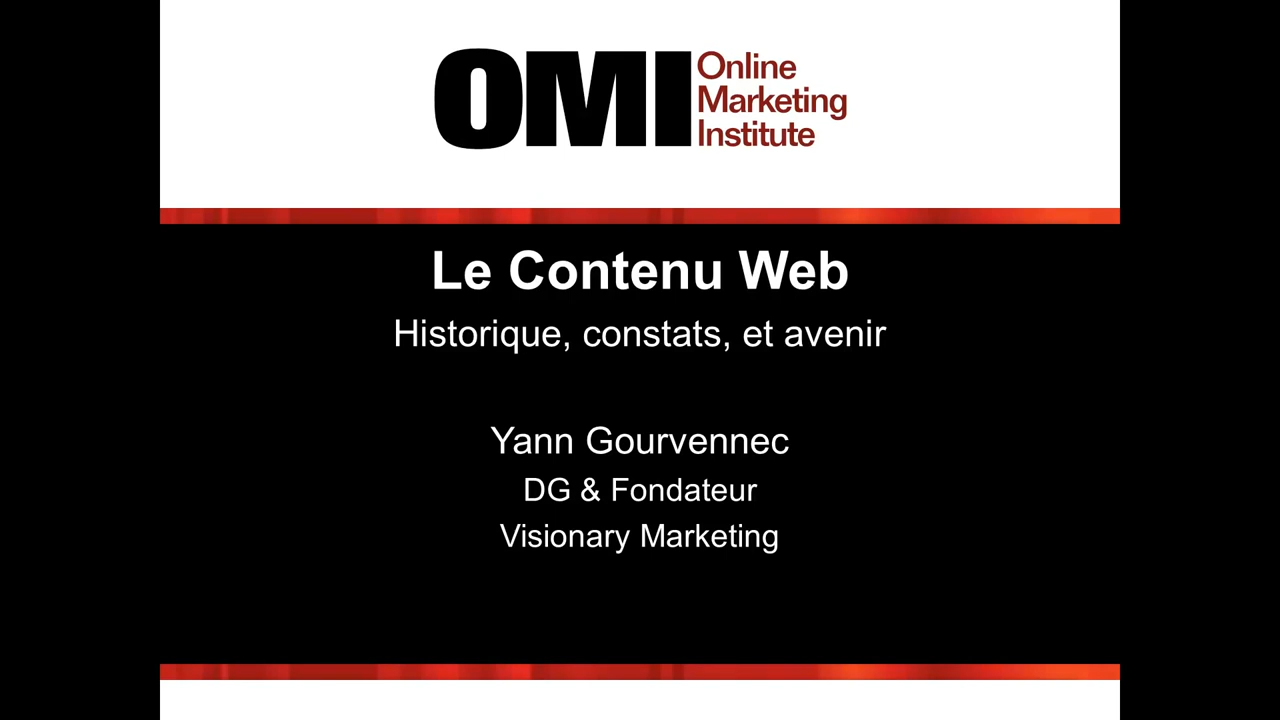 OMI
Online
Marketing
Institute
Le Contenu Web
Historique, constats, et avenir
Yann Gourvennec
DG & Fondateur
Visionary Marketing